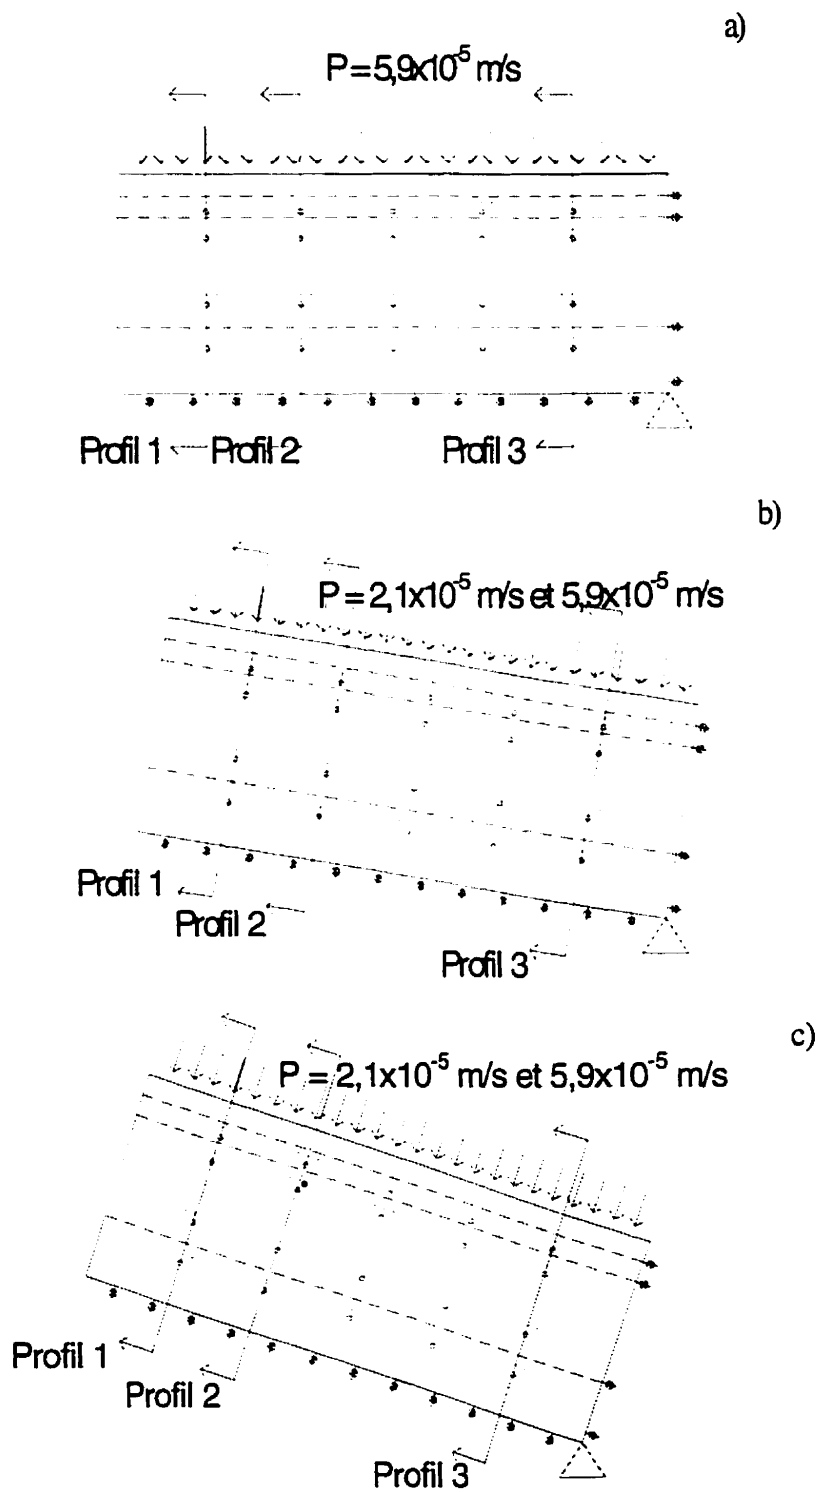 a)
P = 5,9x10⁻⁵ m/s
Profil 1 Profil 2 Profil 3
b)
P = 2,1x10⁻⁵ m/s et 5,9x10⁻⁵ m/s
Profil 1
Profil 2
Profil 3
c)
P = 2,1x10⁻⁵ m/s et 5,9x10⁻⁵ m/s
Profil 1
Profil 2
Profil 3